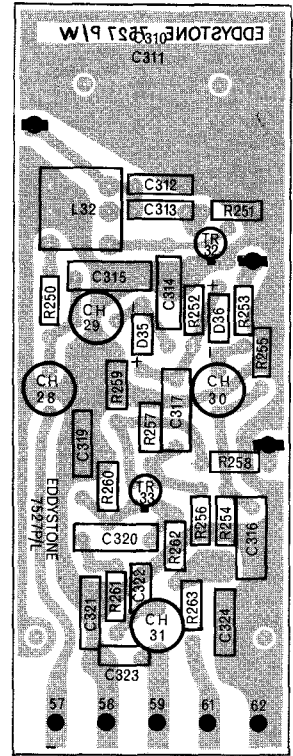 EDDYSTONE 7527 P/W
C310
C311
C312
C313
R251
L32
TR 32
C315
C314
R250
CH 29
R252
D36
R253
D35
R255
CH 28
R259
C317
CH 30
C319
R257
R258
R260
TR 33
EDDYSTONE 7527P/L
R256
R254
C316
C320
R262
C321
R261
C322
R263
C324
CH 31
C323
57
58
59
61
62
+
+